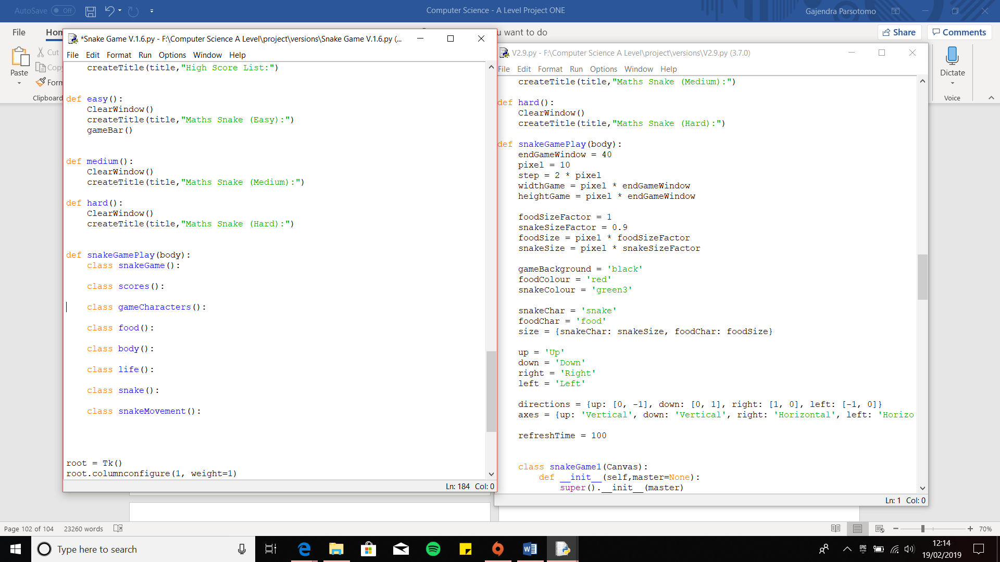 AutoSave Off
Computer Science - A Level Project ONE
Gajendra Parsotomo
File
Hom
u want to do
Share
Comments
Cut
Copy
Paste
Form
Clipboard
Dictate
Voice
*Snake Game V.1.6.py - F:\Computer Science A Level\project\versions\Snake Game V.1.6.py (...
File Edit Format Run Options Window Help
    createTitle(title,"High Score List:")
def easy():
    ClearWindow()
    createTitle(title,"Maths Snake (Easy):")
    gameBar()
def medium():
    ClearWindow()
    createTitle(title,"Maths Snake (Medium):")
def hard():
    ClearWindow()
    createTitle(title,"Maths Snake (Hard):")
def snakeGamePlay(body):
    class snakeGame():
    class scores():
    class gameCharacters():
    class food():
    class body():
    class life():
    class snake():
    class snakeMovement():
root = Tk()
root.columnconfigure(1, weight=1)
Ln: 184 Col: 0
V2.9.py - F:\Computer Science A Level\project\versions\V2.9.py (3.7.0)
File Edit Format Run Options Window Help
    createTitle(title,"Maths Snake (Medium):")
def hard():
    ClearWindow()
    createTitle(title,"Maths Snake (Hard):")
def snakeGamePlay(body):
    endGameWindow = 40
    pixel = 10
    step = 2 * pixel
    widthGame = pixel * endGameWindow
    heightGame = pixel * endGameWindow
    foodSizeFactor = 1
    snakeSizeFactor = 0.9
    foodSize = pixel * foodSizeFactor
    snakeSize = pixel * snakeSizeFactor
    gameBackground = 'black'
    foodColour = 'red'
    snakeColour = 'green3'
    snakeChar = 'snake'
    foodChar = 'food'
    size = {snakeChar: snakeSize, foodChar: foodSize}
    up = 'Up'
    down = 'Down'
    right = 'Right'
    left = 'Left'
    directions = {up: [0, -1], down: [0, 1], right: [1, 0], left: [-1, 0]}
    axes = {up: 'Vertical', down: 'Vertical', right: 'Horizontal', left: 'Horizo
    refreshTime = 100
    class snakeGame1(Canvas):
        def __init__(self,master=None):
            super().__init__(master)
Ln: 1 Col: 0
Page 102 of 104 23260 words
70%
Type here to search
EPIC GAMES
12:14
19/02/2019